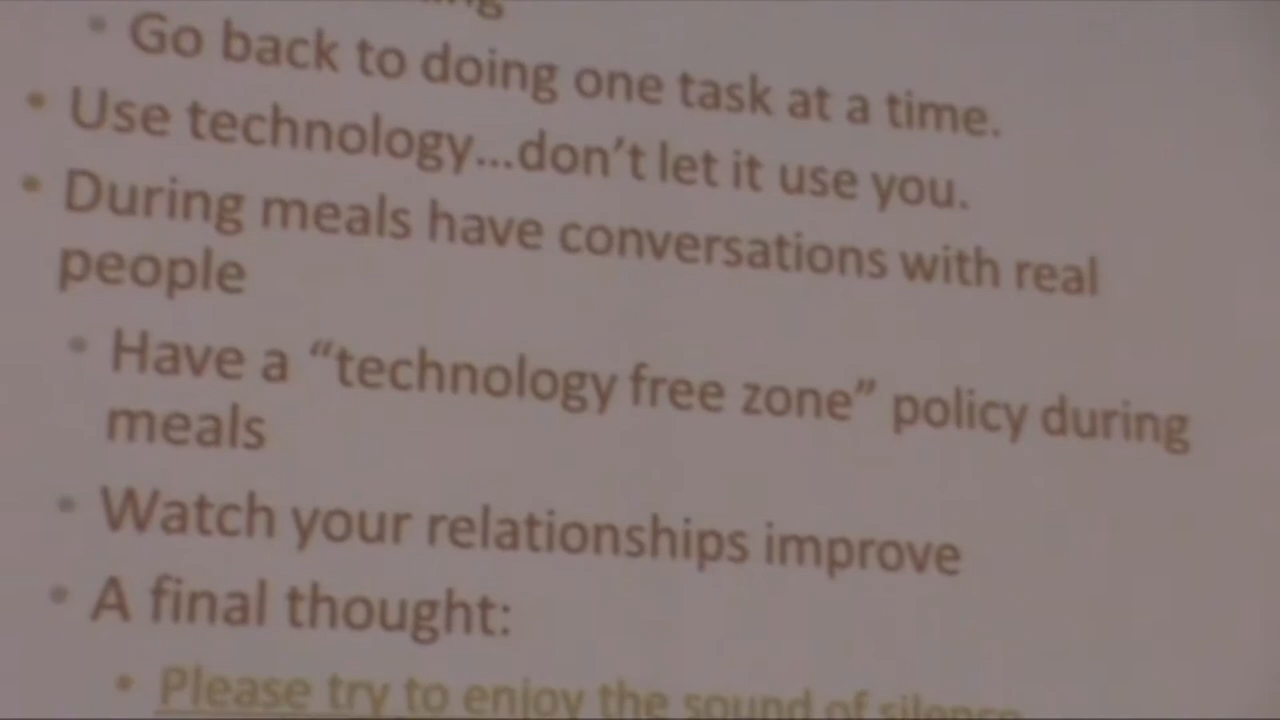 • Go back to doing one task at a time.
• Use technology...don't let it use you.
• During meals have conversations with real
people
• Have a “technology free zone” policy during
meals
• Watch your relationships improve
• A final thought:
• Please try to enjoy the sound of silence